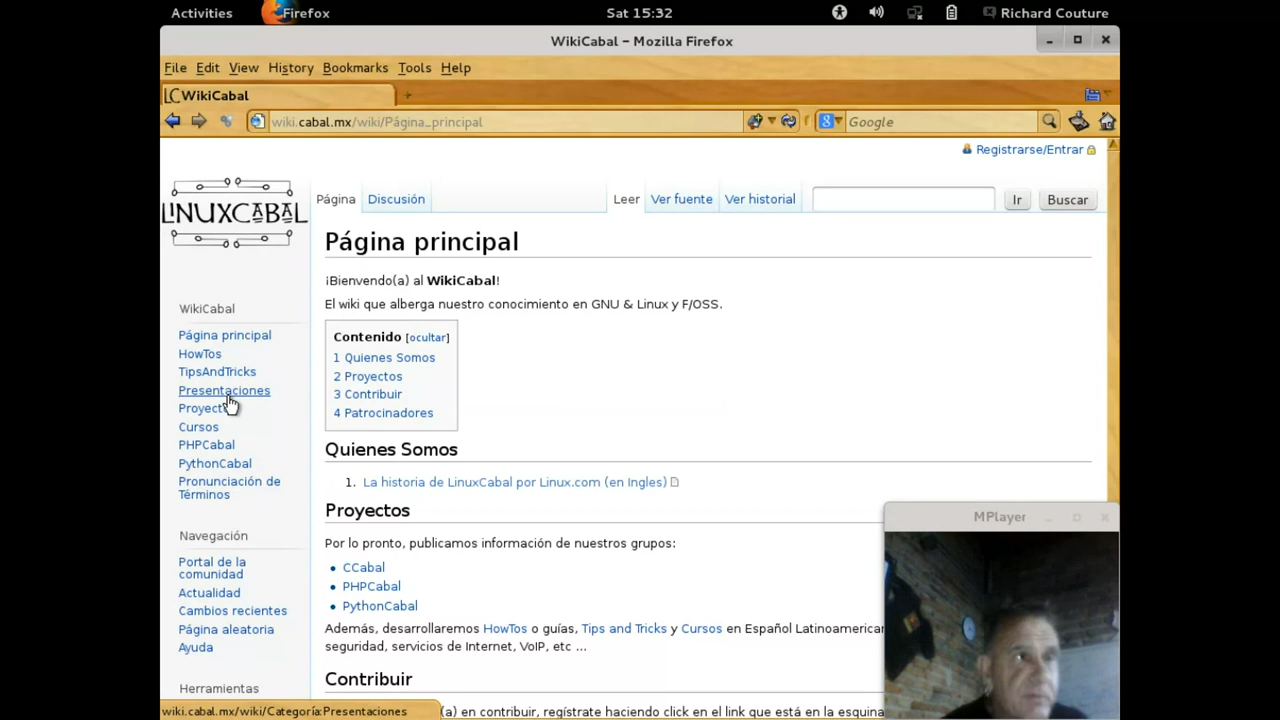 Activities Firefox Sat 15:32 Richard Couture
WikiCabal – Mozilla Firefox
File Edit View History Bookmarks Tools Help
WikiCabal
wiki.cabal.mx/wiki/Página_principal Google
Registrarse/Entrar
LINUXCABAL
Página Discusión Leer Ver fuente Ver historial Ir Buscar
Página principal
¡Bienvendo(a) al WikiCabal!
El wiki que alberga nuestro conocimiento en GNU & Linux y F/OSS.
Contenido [ocultar]
1 Quienes Somos
2 Proyectos
3 Contribuir
4 Patrocinadores
Quienes Somos
1. La historia de LinuxCabal por Linux.com (en Ingles)
Proyectos
Por lo pronto, publicamos información de nuestros grupos:
CCabal
PHPCabal
PythonCabal
Además, desarrollaremos HowTos o guías, Tips and Tricks y Cursos en Español Latinoamerican
seguridad, servicios de Internet, VoIP, etc ...
Contribuir
(a) en contribuir, regístrate haciendo click en el link que está en la esquina
WikiCabal
Página principal
HowTos
TipsAndTricks
Presentaciones
Proyect
Cursos
PHPCabal
PythonCabal
Pronunciación de
Términos
Navegación
Portal de la
comunidad
Actualidad
Cambios recientes
Página aleatoria
Ayuda
Herramientas
wiki.cabal.mx/wiki/Categoría:Presentaciones
MPlayer